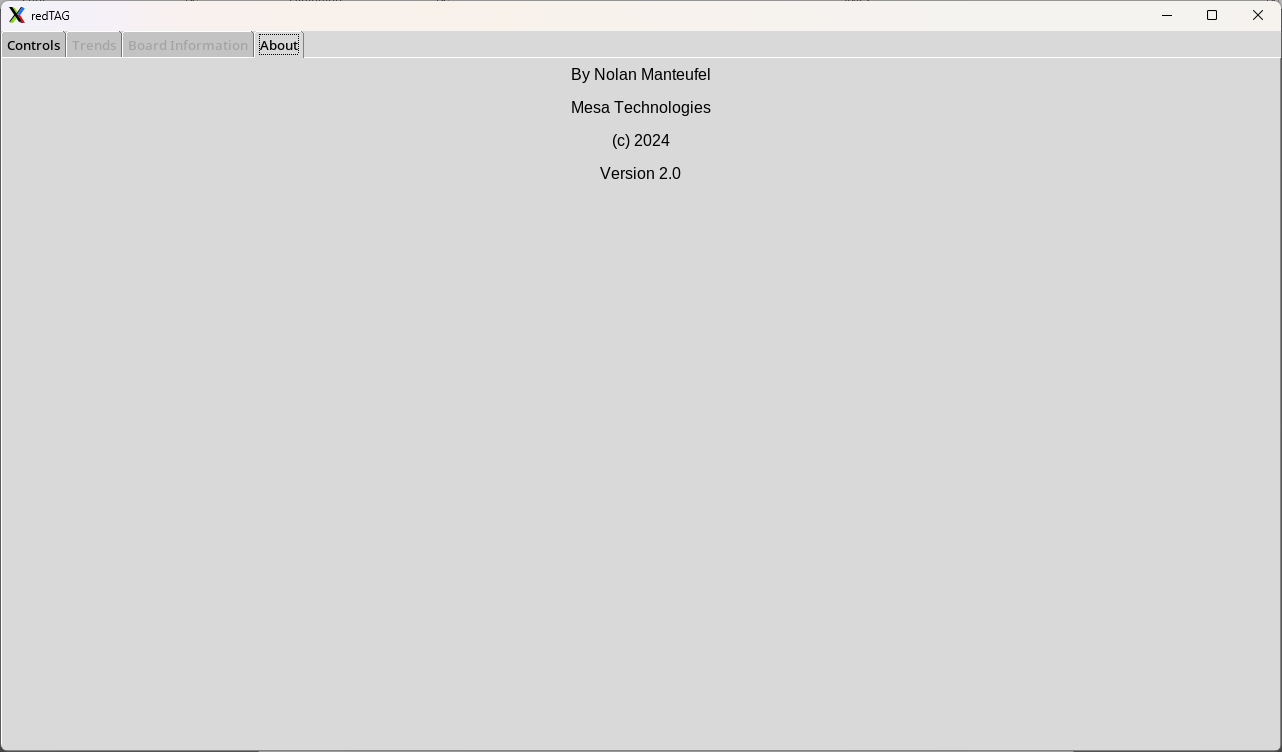 redTAG
Controls Trends Board Information About
By Nolan Manteufel
Mesa Technologies
(c) 2024
Version 2.0